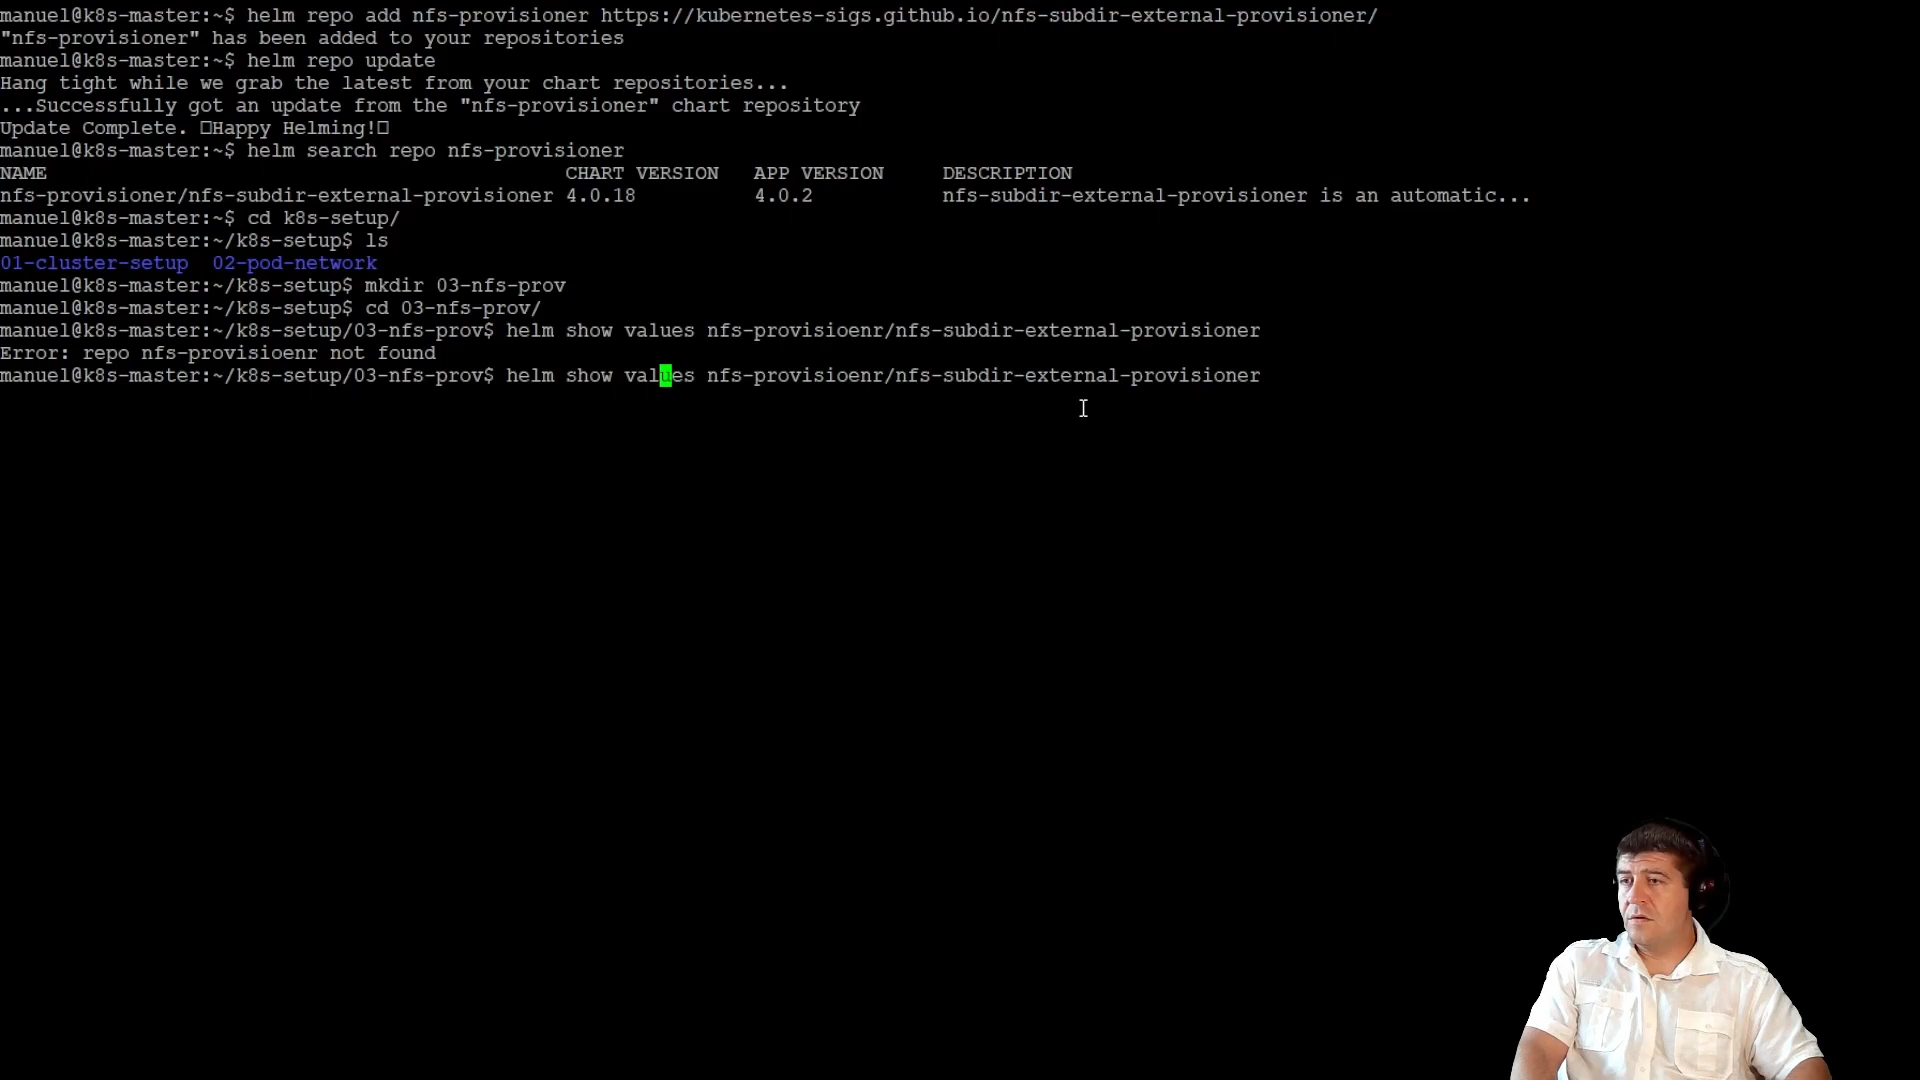 manuel@k8s-master:~$ helm repo add nfs-provisioner https://kubernetes-sigs.github.io/nfs-subdir-external-provisioner/
"nfs-provisioner" has been added to your repositories
manuel@k8s-master:~$ helm repo update
Hang tight while we grab the latest from your chart repositories...
...Successfully got an update from the "nfs-provisioner" chart repository
Update Complete. ⎕Happy Helming!⎕
manuel@k8s-master:~$ helm search repo nfs-provisioner
NAME CHART VERSION APP VERSION DESCRIPTION
nfs-provisioner/nfs-subdir-external-provisioner 4.0.18 4.0.2 nfs-subdir-external-provisioner is an automatic...
manuel@k8s-master:~$ cd k8s-setup/
manuel@k8s-master:~/k8s-setup$ ls
01-cluster-setup 02-pod-network
manuel@k8s-master:~/k8s-setup$ mkdir 03-nfs-prov
manuel@k8s-master:~/k8s-setup$ cd 03-nfs-prov/
manuel@k8s-master:~/k8s-setup/03-nfs-prov$ helm show values nfs-provisioenr/nfs-subdir-external-provisioner
Error: repo nfs-provisioenr not found
manuel@k8s-master:~/k8s-setup/03-nfs-prov$ helm show values nfs-provisioenr/nfs-subdir-external-provisioner